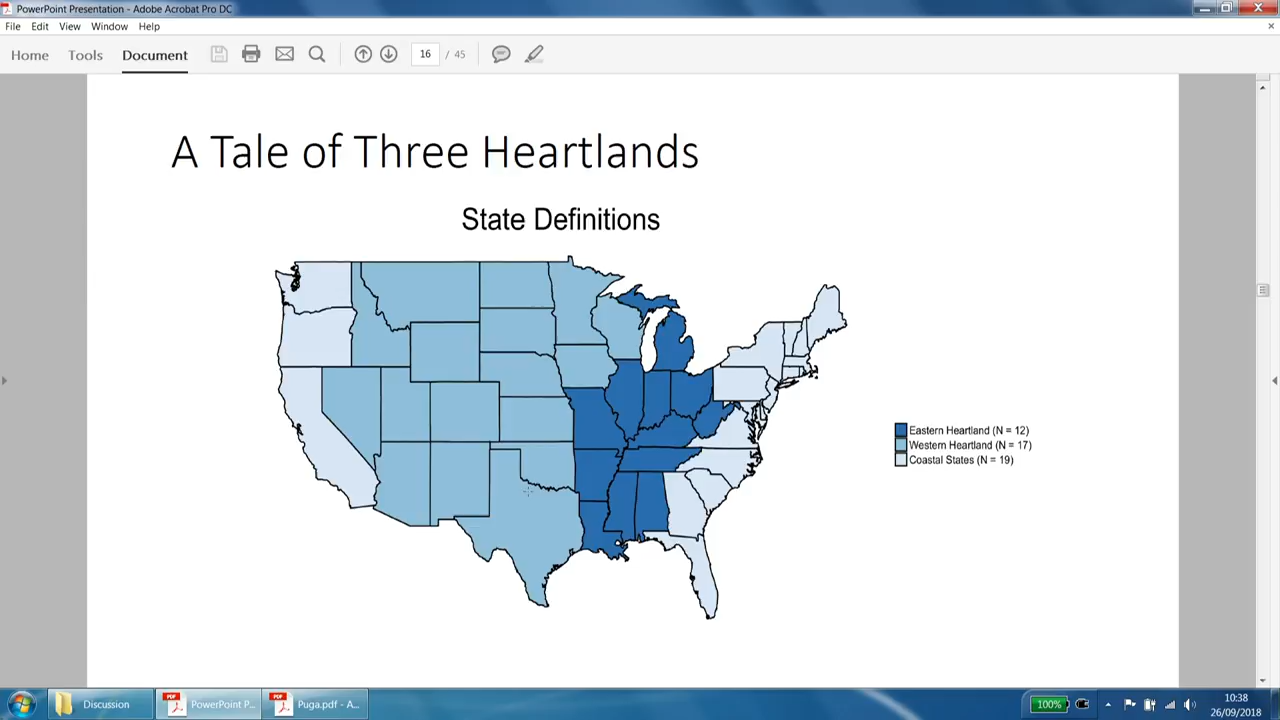 PowerPoint Presentation - Adobe Acrobat Pro DC
File Edit View Window Help
Home Tools Document 16 / 45
A Tale of Three Heartlands
State Definitions
Eastern Heartland (N = 12)
Western Heartland (N = 17)
Coastal States (N = 19)
Discussion PowerPoint P... Puga.pdf - A... 100% 10:38
26/09/2018